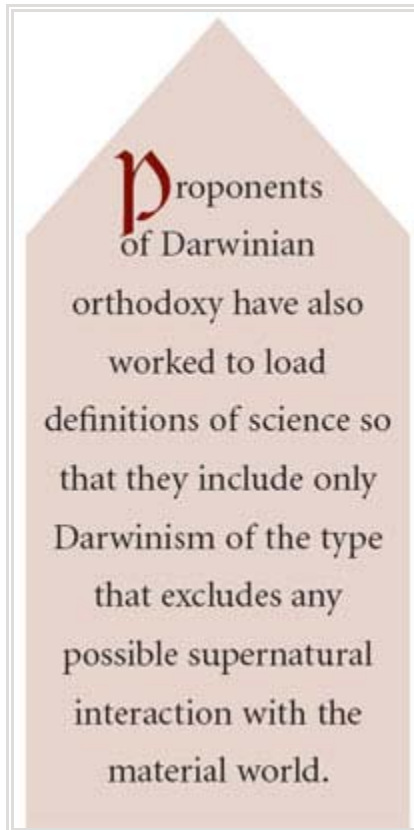 Proponents
of Darwinian
orthodoxy have also
worked to load
definitions of science so
that they include only
Darwinism of the type
that excludes any
possible supernatural
interaction with the
material world.